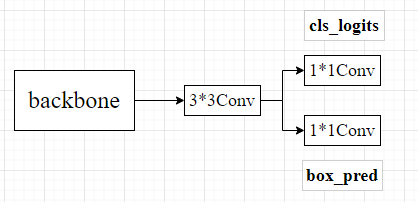 cls_logits
1*1Conv
backbone
3*3Conv
1*1Conv
box_pred